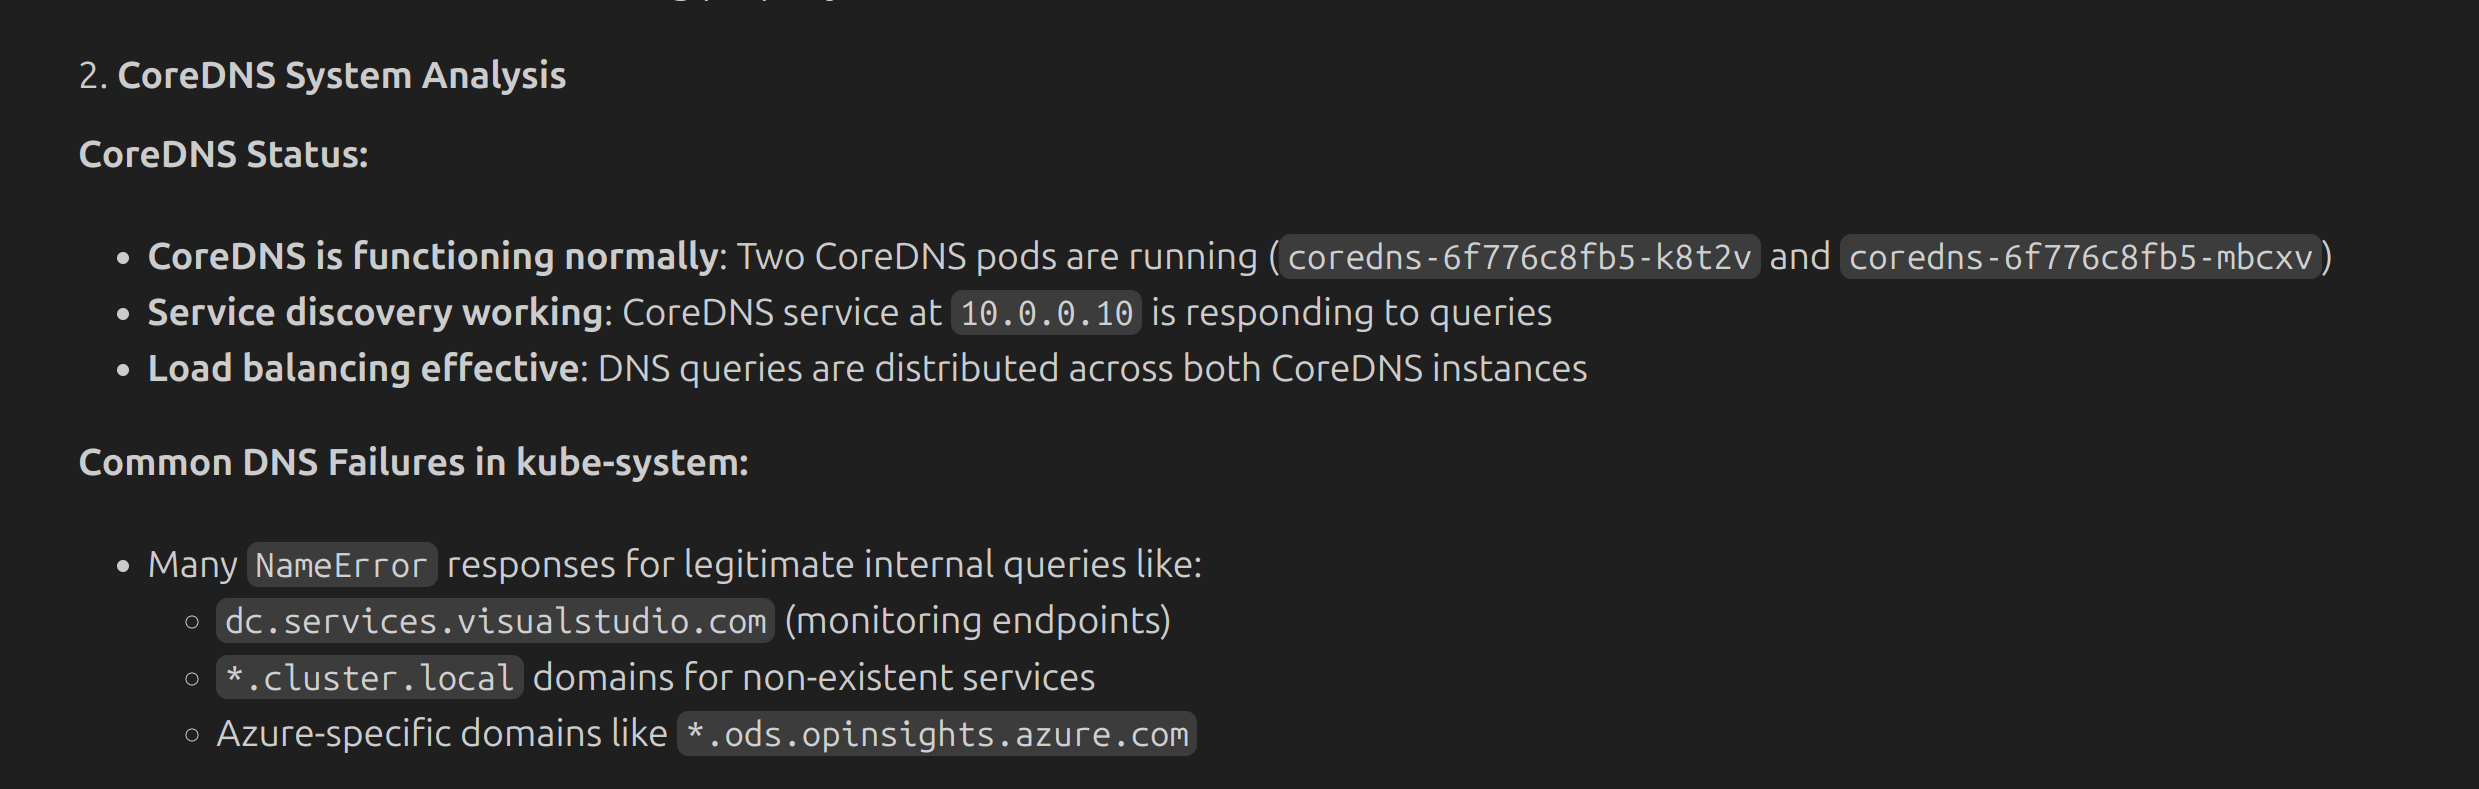 2. CoreDNS System Analysis
CoreDNS Status:
• CoreDNS is functioning normally: Two CoreDNS pods are running (coredns-6f776c8fb5-k8t2v and coredns-6f776c8fb5-mbcxv)
• Service discovery working: CoreDNS service at 10.0.0.10 is responding to queries
• Load balancing effective: DNS queries are distributed across both CoreDNS instances
Common DNS Failures in kube-system:
• Many NameError responses for legitimate internal queries like:
◦ dc.services.visualstudio.com (monitoring endpoints)
◦ *.cluster.local domains for non-existent services
◦ Azure-specific domains like *.ods.opinsights.azure.com